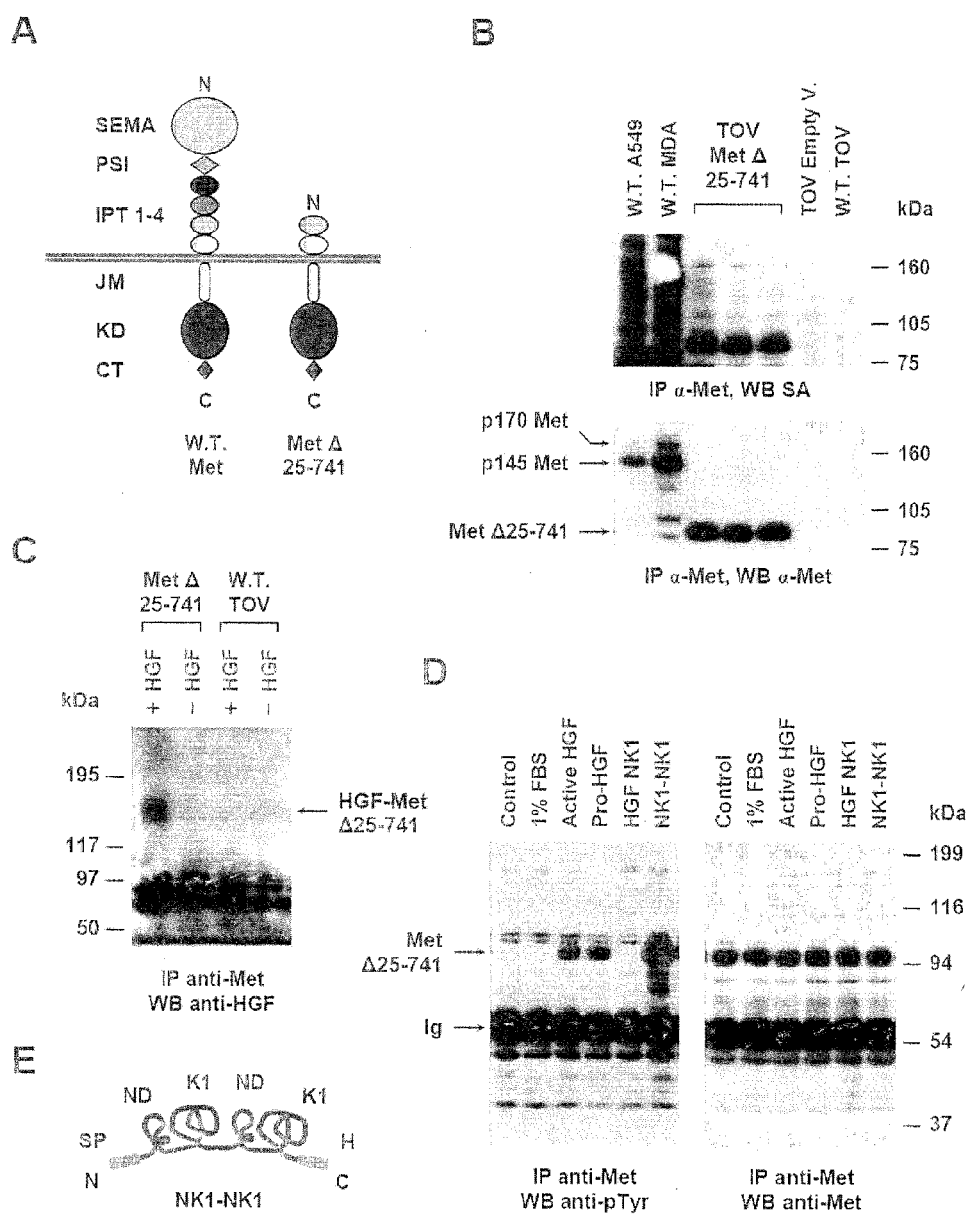 A
N
SEMA
PSI
IPT 1-4
N
JM
KD
CT
C
C
W.T.
Met
Met Δ
25-741
B
W.T. A549
W.T. MDA
TOV
Met Δ
25-741
TOV Empty V.
W.T. TOV
kDa
160
105
75
IP α-Met, WB SA
p170 Met
p145 Met
Met Δ25-741
160
105
75
IP α-Met, WB α-Met
C
Met Δ
25-741
W.T.
TOV
+ HGF
– HGF
+ HGF
– HGF
kDa
195
117
97
50
HGF-Met
Δ25-741
IP anti-Met
WB anti-HGF
D
Control
1% FBS
Active HGF
Pro-HGF
HGF NK1
NK1-NK1
Control
1% FBS
Active HGF
Pro-HGF
HGF NK1
NK1-NK1
kDa
199
116
94
54
37
Met
Δ25-741
Ig
IP anti-Met
WB anti-pTyr
IP anti-Met
WB anti-Met
E
ND
K1
ND
K1
SP
H
N
C
NK1-NK1